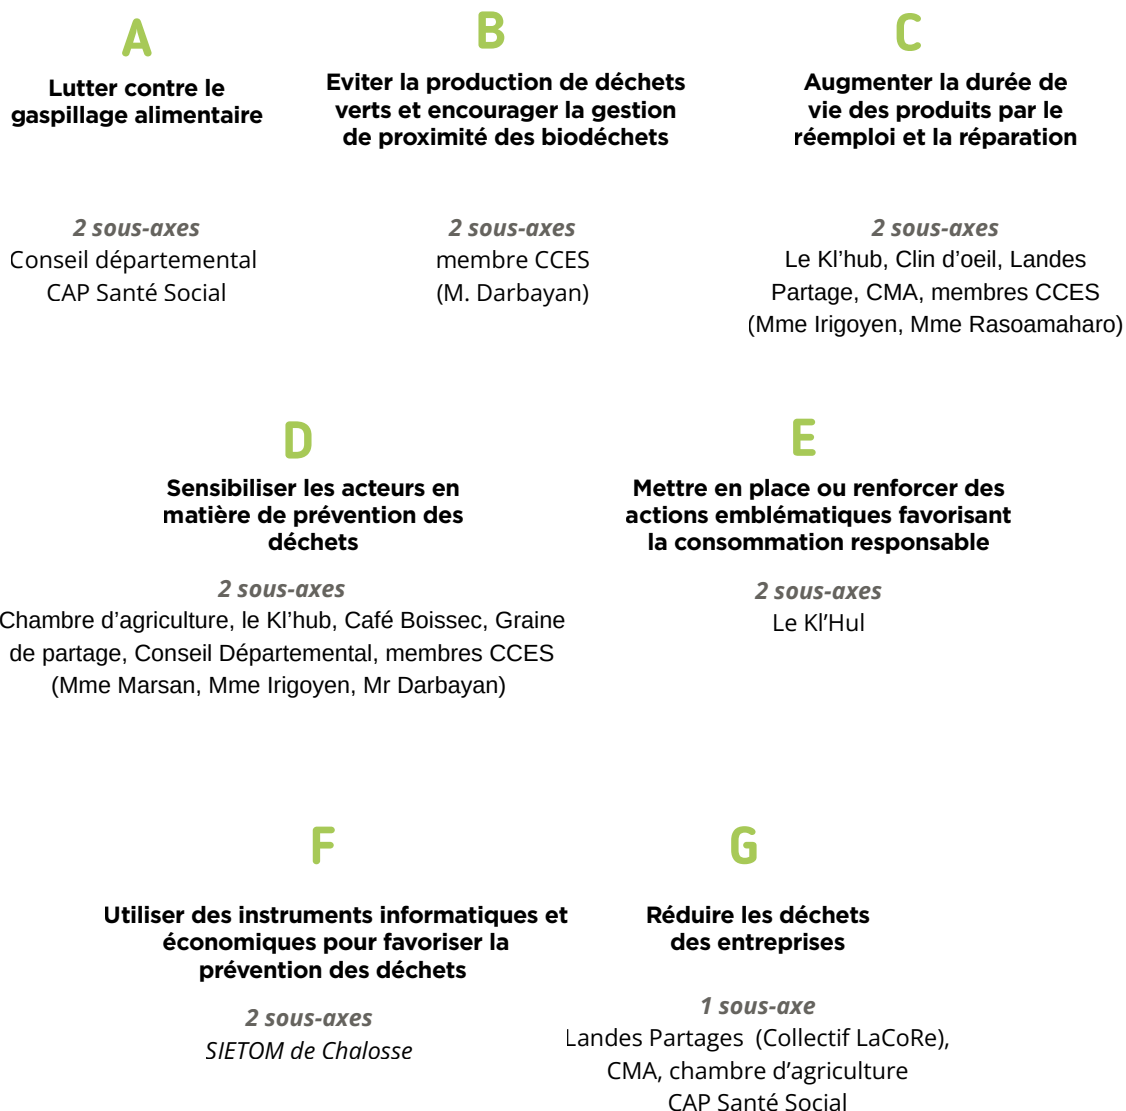 A
Lutter contre le
gaspillage alimentaire
2 sous-axes
Conseil départemental
CAP Santé Social
B
Eviter la production de déchets
verts et encourager la gestion
de proximité des biodéchets
2 sous-axes
membre CCES
(M. Darbayan)
C
Augmenter la durée de
vie des produits par le
réemploi et la réparation
2 sous-axes
Le Kl'hub, Clin d'oeil, Landes
Partage, CMA, membres CCES
(Mme Irigoyen, Mme Rasoamaharo)
D
Sensibiliser les acteurs en
matière de prévention des
déchets
2 sous-axes
Chambre d'agriculture, le Kl'hub, Café Boissec, Graine
de partage, Conseil Départemental, membres CCES
(Mme Marsan, Mme Irigoyen, Mr Darbayan)
E
Mettre en place ou renforcer des
actions emblématiques favorisant
la consommation responsable
2 sous-axes
Le Kl'Hul
F
Utiliser des instruments informatiques et
économiques pour favoriser la
prévention des déchets
2 sous-axes
SIETOM de Chalosse
G
Réduire les déchets
des entreprises
1 sous-axe
Landes Partages (Collectif LaCoRe),
CMA, chambre d'agriculture
CAP Santé Social